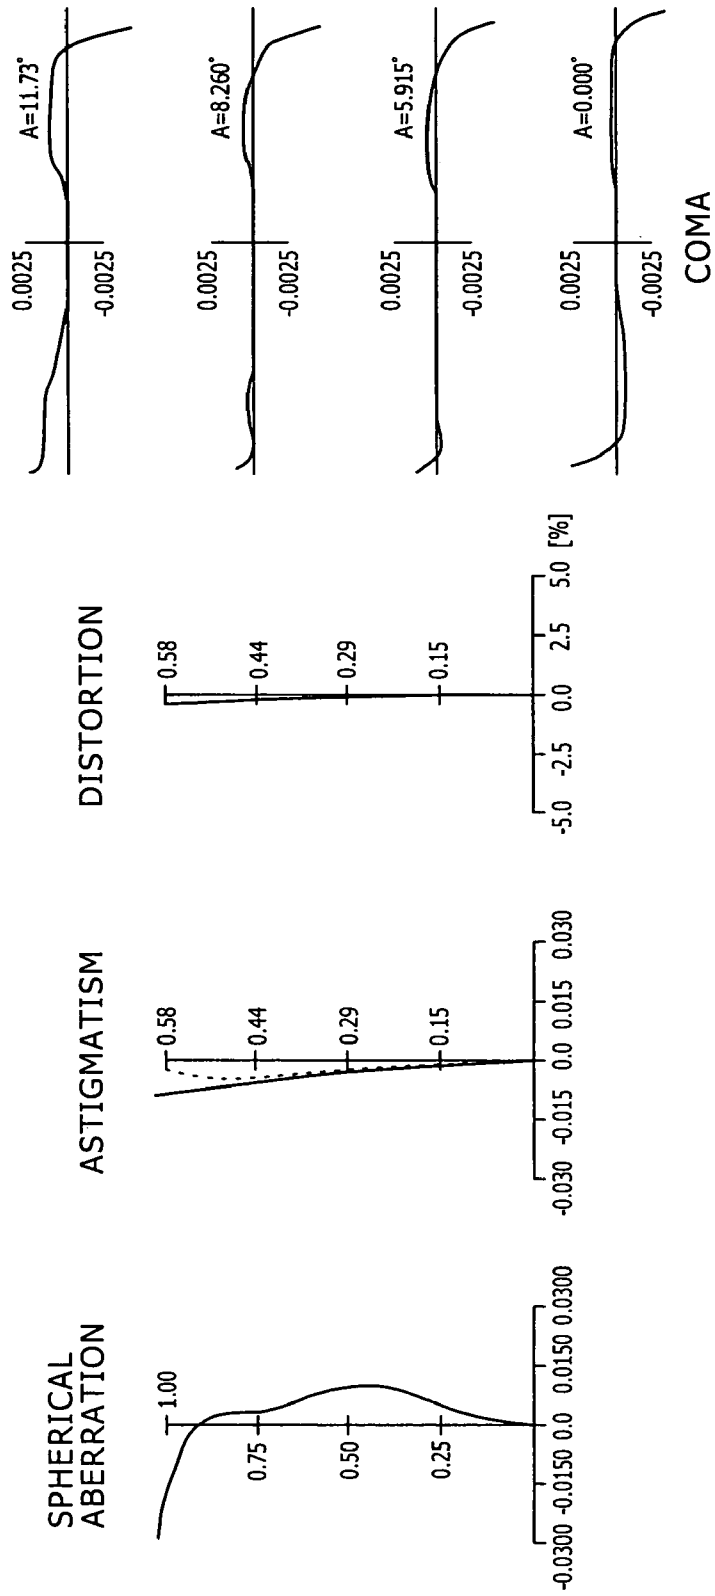 SPHERICAL
ABERRATION
1.00
0.75
0.50
0.25
-0.0300 -0.0150 0.0 0.0150 0.0300
ASTIGMATISM
0.58
0.44
0.29
0.15
-0.030 -0.015 0.0 0.015 0.030
DISTORTION
0.58
0.44
0.29
0.15
-5.0 -2.5 0.0 2.5 5.0 [%]
0.0025
A=11.73°
-0.0025
0.0025
A=8.260°
-0.0025
0.0025
A=5.915°
-0.0025
0.0025
A=0.000°
-0.0025
COMA